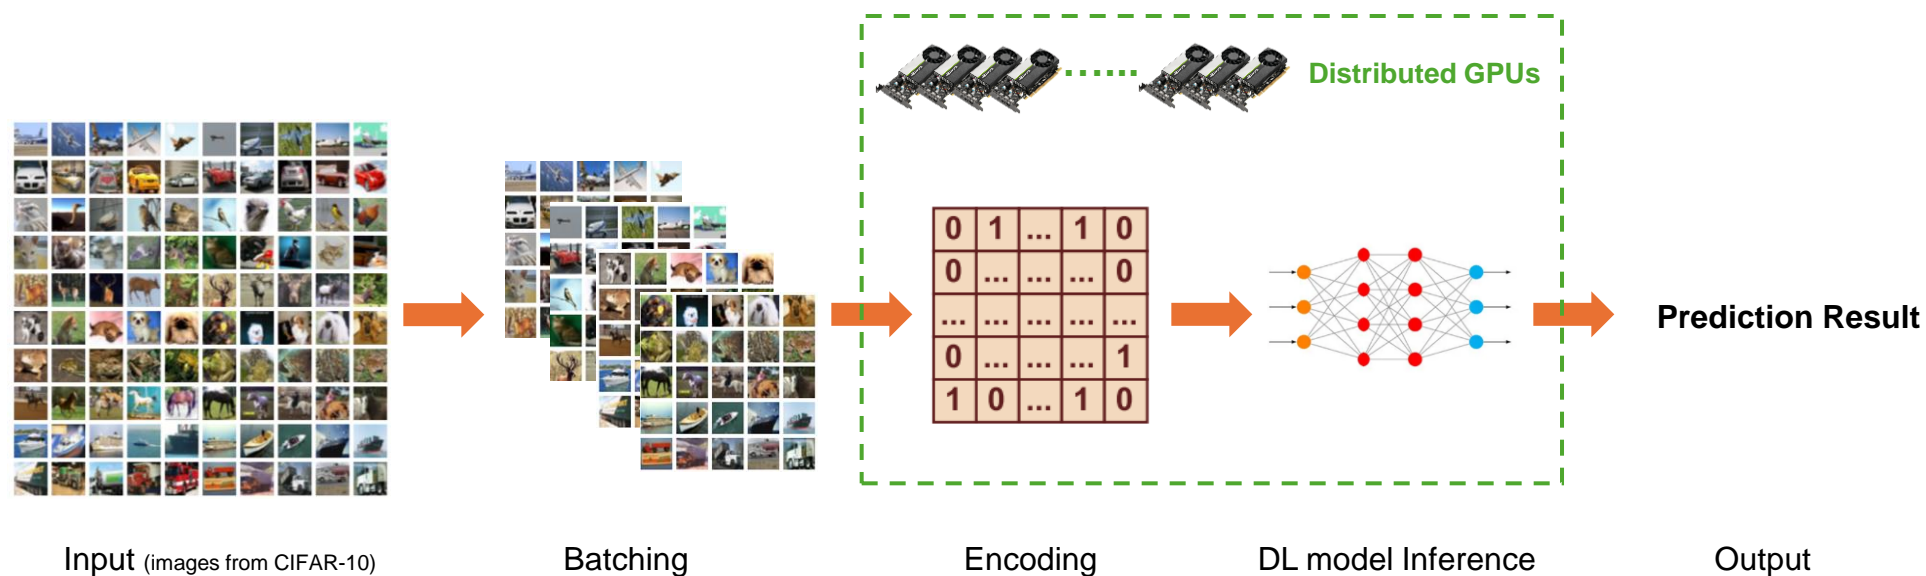 Distributed GPUs
0 1 ... 1 0
0 ... ... ... 0
... ... ... ... ...
0 ... ... ... 1
1 0 ... 1 0
Prediction Result
Input (images from CIFAR-10)
Batching
Encoding
DL model Inference
Output